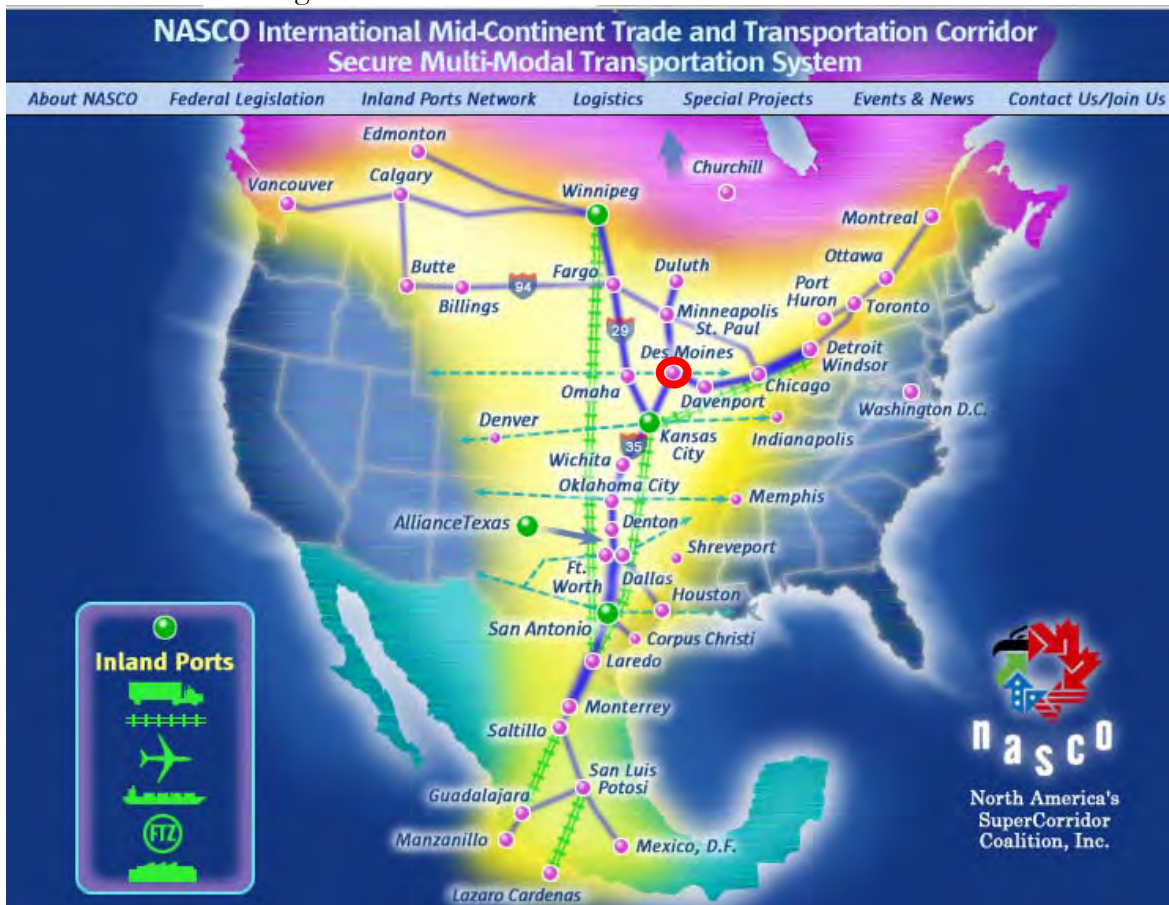 NASCO International Mid-Continent Trade and Transportation Corridor
Secure Multi-Modal Transportation System
About NASCO Federal Legislation Inland Ports Network Logistics Special Projects Events & News Contact Us/Join Us
Edmonton
Churchill
Vancouver
Calgary
Winnipeg
Montreal
Ottawa
Butte
Fargo
Duluth
Port
Huron
Toronto
Billings
94
Minneapolis
St. Paul
29
Des Moines
Detroit
Windsor
Omaha
Chicago
Davenport
Washington D.C.
Denver
Kansas
City
Indianapolis
35
Wichita
Oklahoma City
Memphis
AllianceTexas
Denton
Shreveport
Ft.
Worth
Dallas
Houston
San Antonio
Corpus Christi
Laredo
Inland Ports
FTZ
Monterrey
Saltillo
San Luis
Potosi
Guadalajara
Manzanillo
Mexico, D.F.
Lazaro Cardenas
nasco
North America's
SuperCorridor
Coalition, Inc.